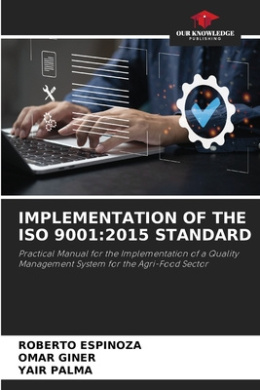 OUR KNOWLEDGE
PUBLISHING
IMPLEMENTATION OF THE
ISO 9001:2015 STANDARD
Practical Manual for the Implementation of a Quality
Management System for the Agri-Food Sector
ROBERTO ESPINOZA
OMAR GINER
YAIR PALMA